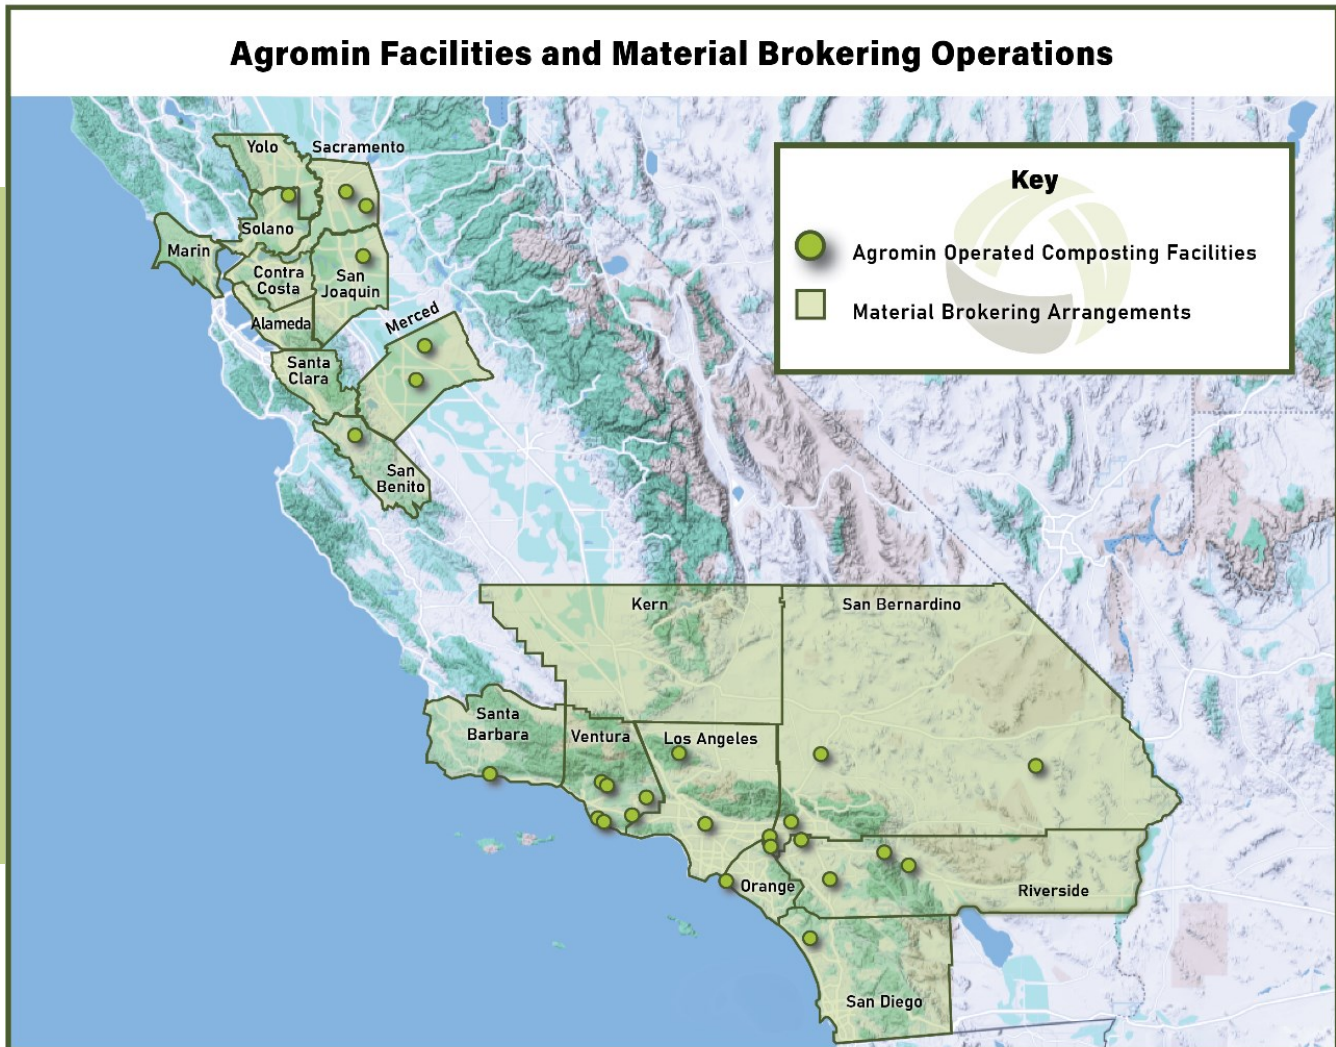 Agromin Facilities and Material Brokering Operations
Key
Agromin Operated Composting Facilities
Material Brokering Arrangements
Yolo
Sacramento
Solano
Marin
Contra
Costa
San
Joaquin
Alameda
Merced
Santa
Clara
San
Benito
Kern
San Bernardino
Santa
Barbara
Ventura
Los Angeles
Orange
Riverside
San Diego